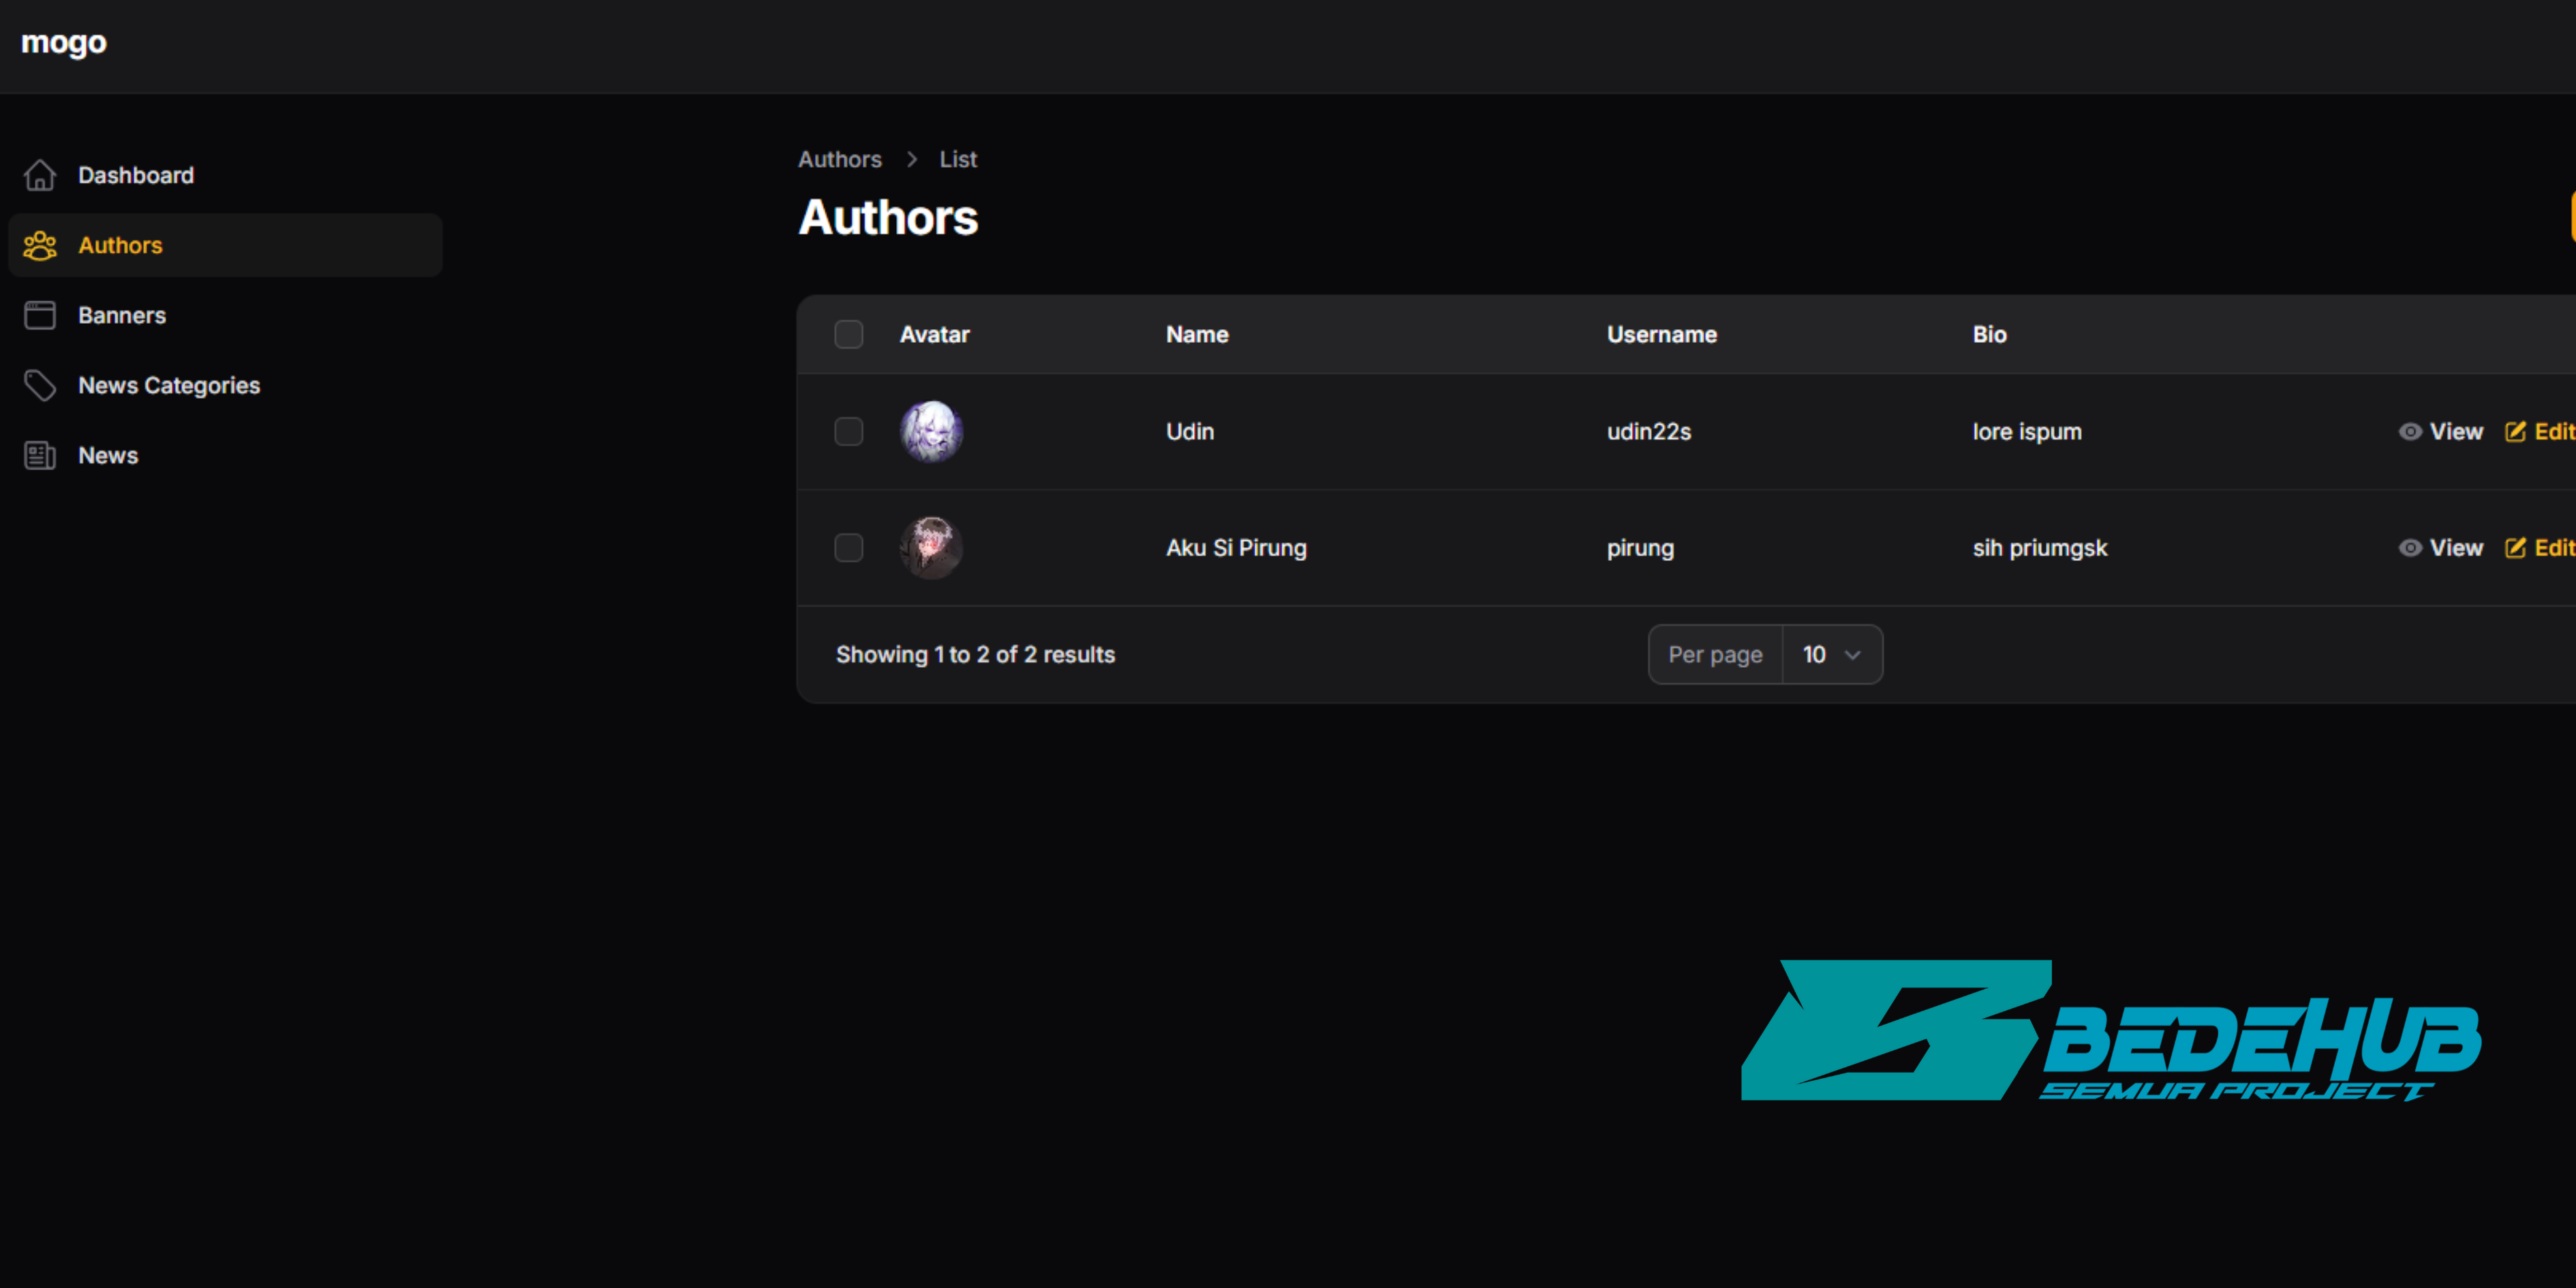 mogo
Dashboard
Authors
Banners
News Categories
News
Authors > List
Authors
Avatar Name Username Bio
Udin udin22s lore ispum View Edit
Aku Si Pirung pirung sih priumgsk View Edit
Showing 1 to 2 of 2 results
Per page 10
BEDEHUB
SEMUA PROJECT